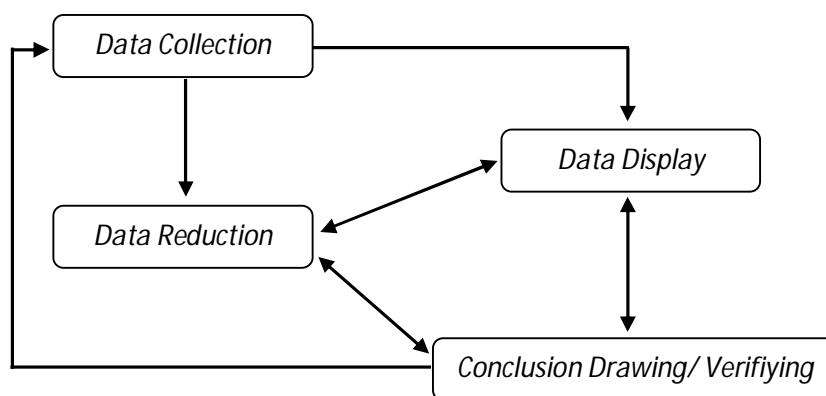 Data Collection
Data Display
Data Reduction
Conclusion Drawing/ Verifiying